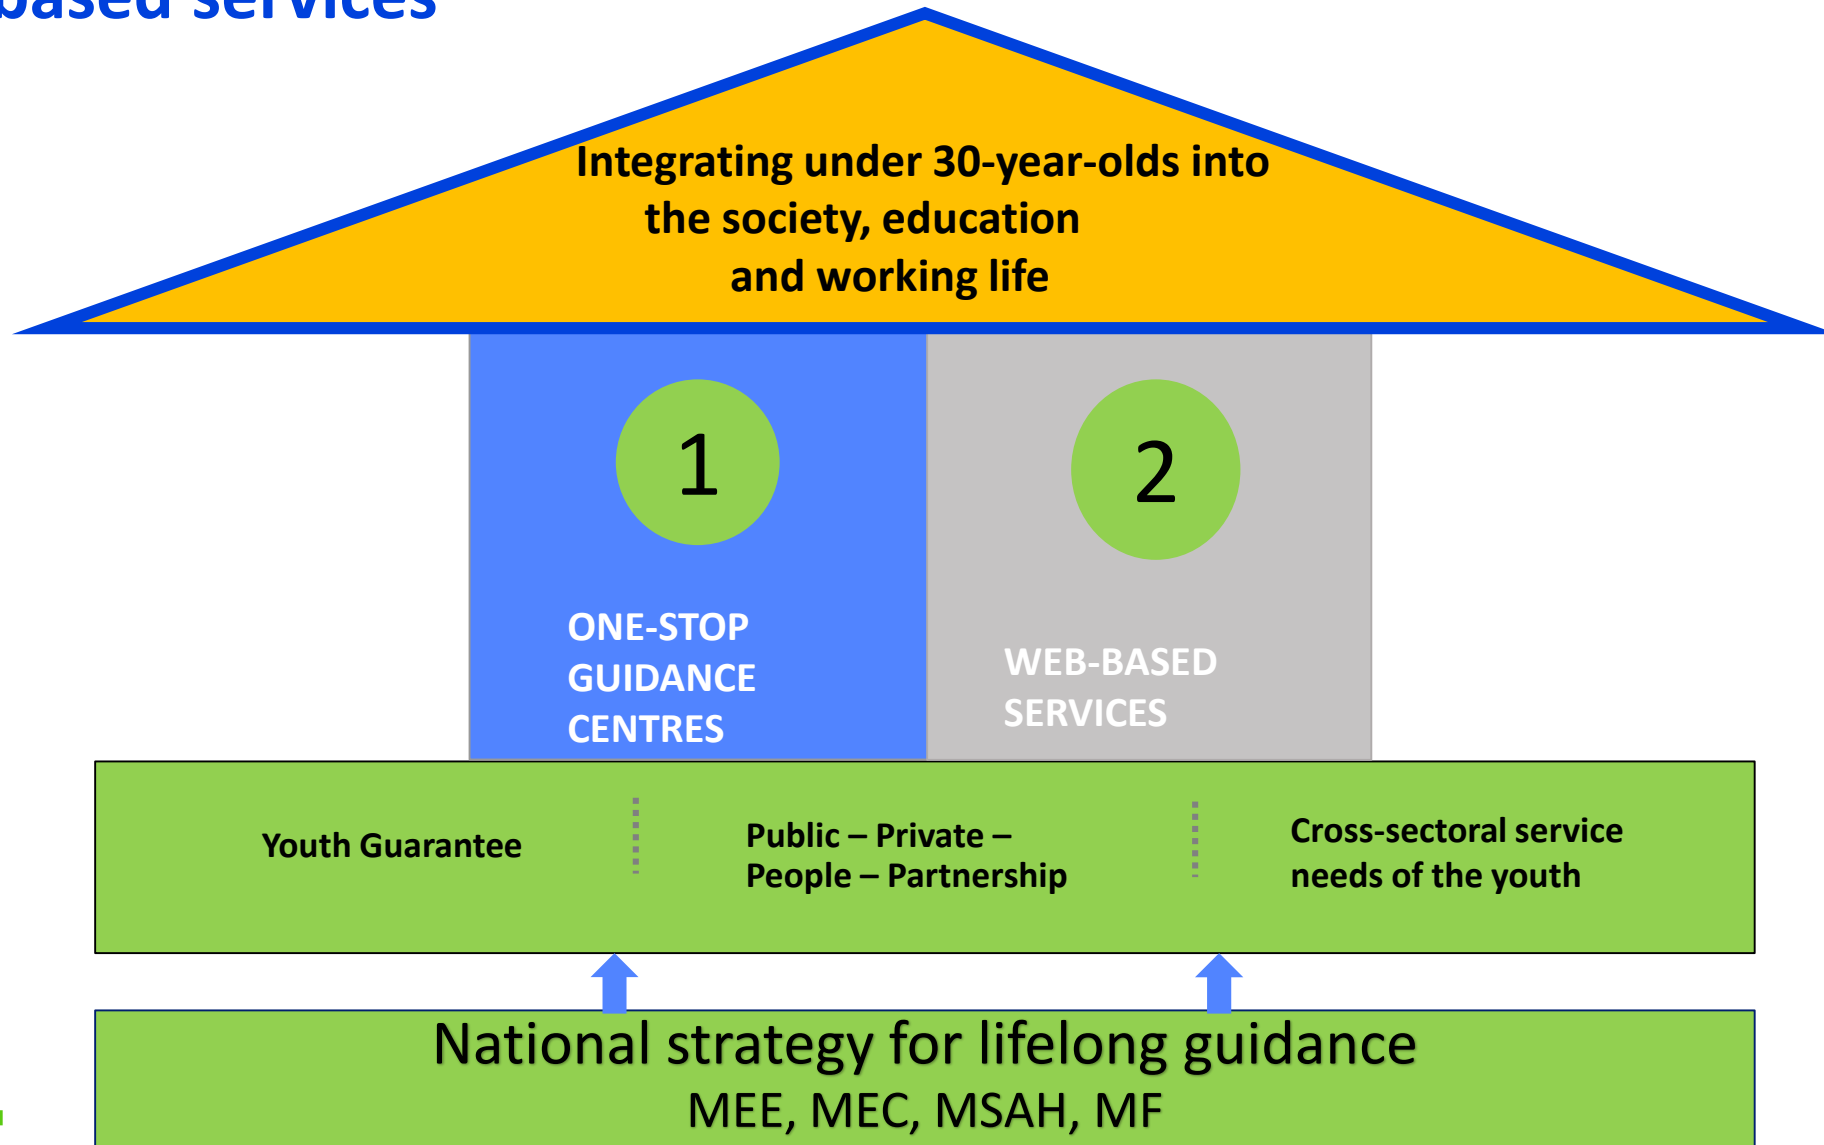 based services
Integrating under 30-year-olds into
the society, education
and working life
1
2
ONE-STOP
GUIDANCE
CENTRES
WEB-BASED
SERVICES
Youth Guarantee
Public – Private –
People – Partnership
Cross-sectoral service
needs of the youth
National strategy for lifelong guidance
MEE, MEC, MSAH, MF